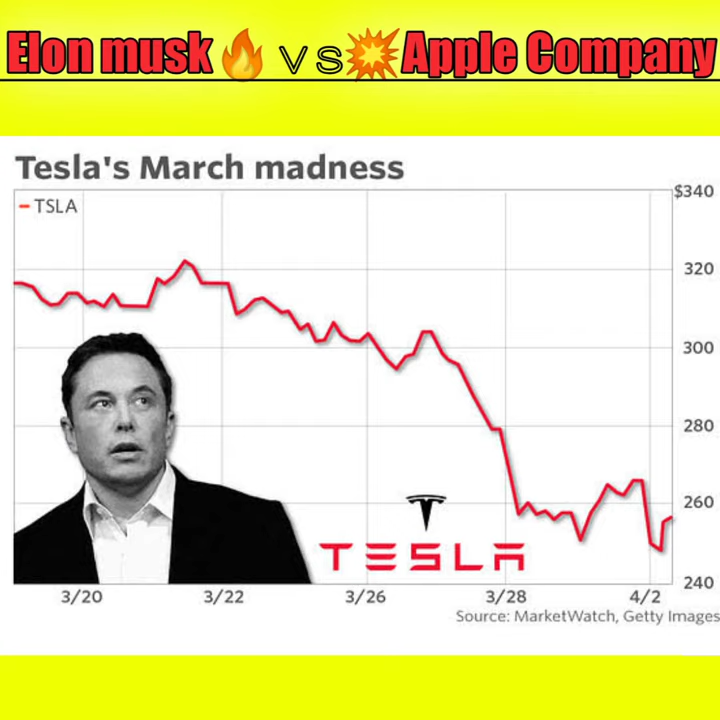 Elon musk🔥 vs💥Apple Company
Tesla's March madness
$340
TSLA
320
300
280
260
TESLA
240
3/20 3/22 3/26 3/28 4/2
Source: MarketWatch, Getty Images